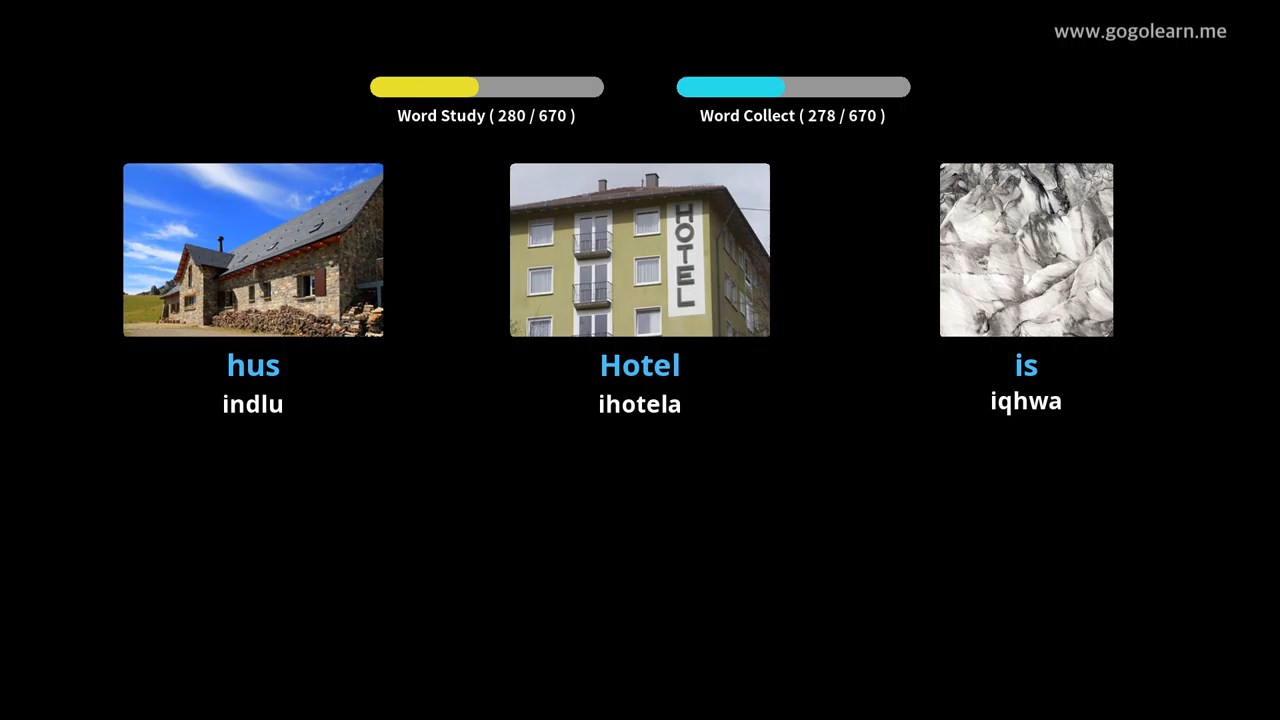 www.gogolearn.me
Word Study ( 280 / 670 )
Word Collect ( 278 / 670 )
HOTEL
hus
Hotel
is
indlu
ihotela
iqhwa